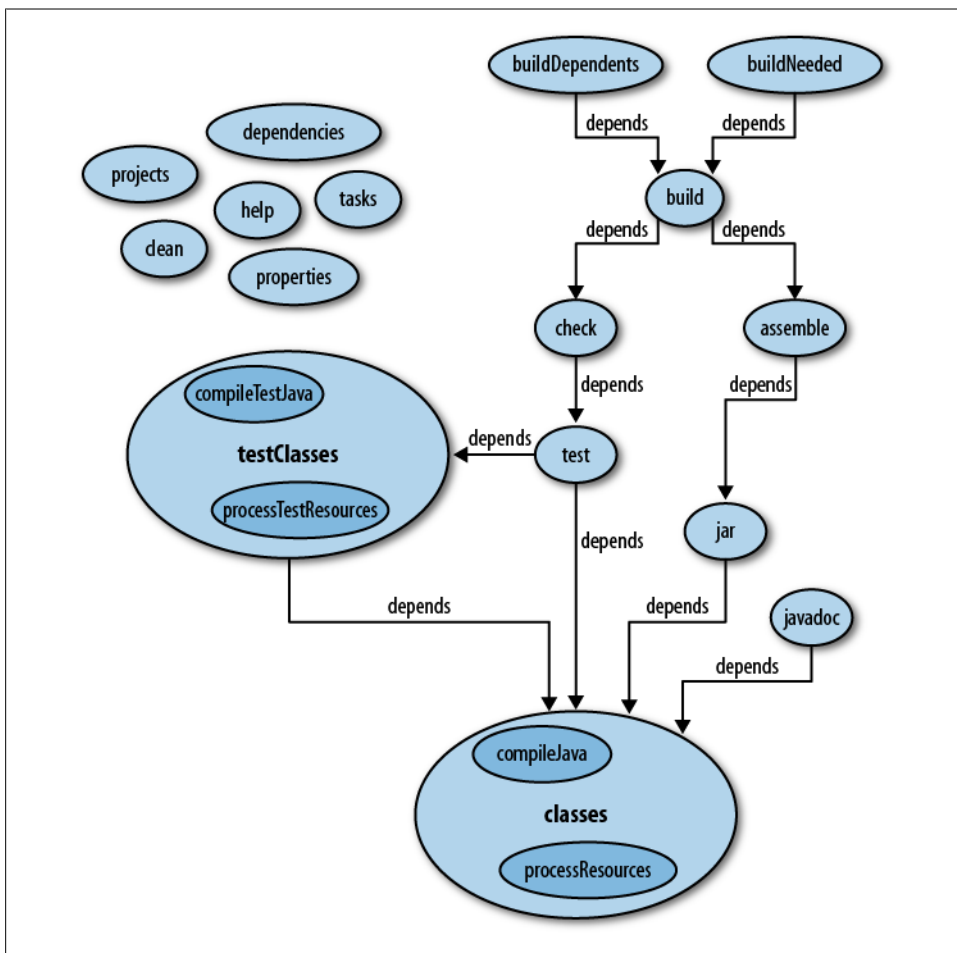 buildDependents
buildNeeded
depends
depends
dependencies
projects
help
tasks
build
clean
properties
depends
depends
check
assemble
compileTestJava
depends
depends
testClasses
depends
test
processTestResources
jar
depends
depends
depends
javadoc
depends
compileJava
classes
processResources